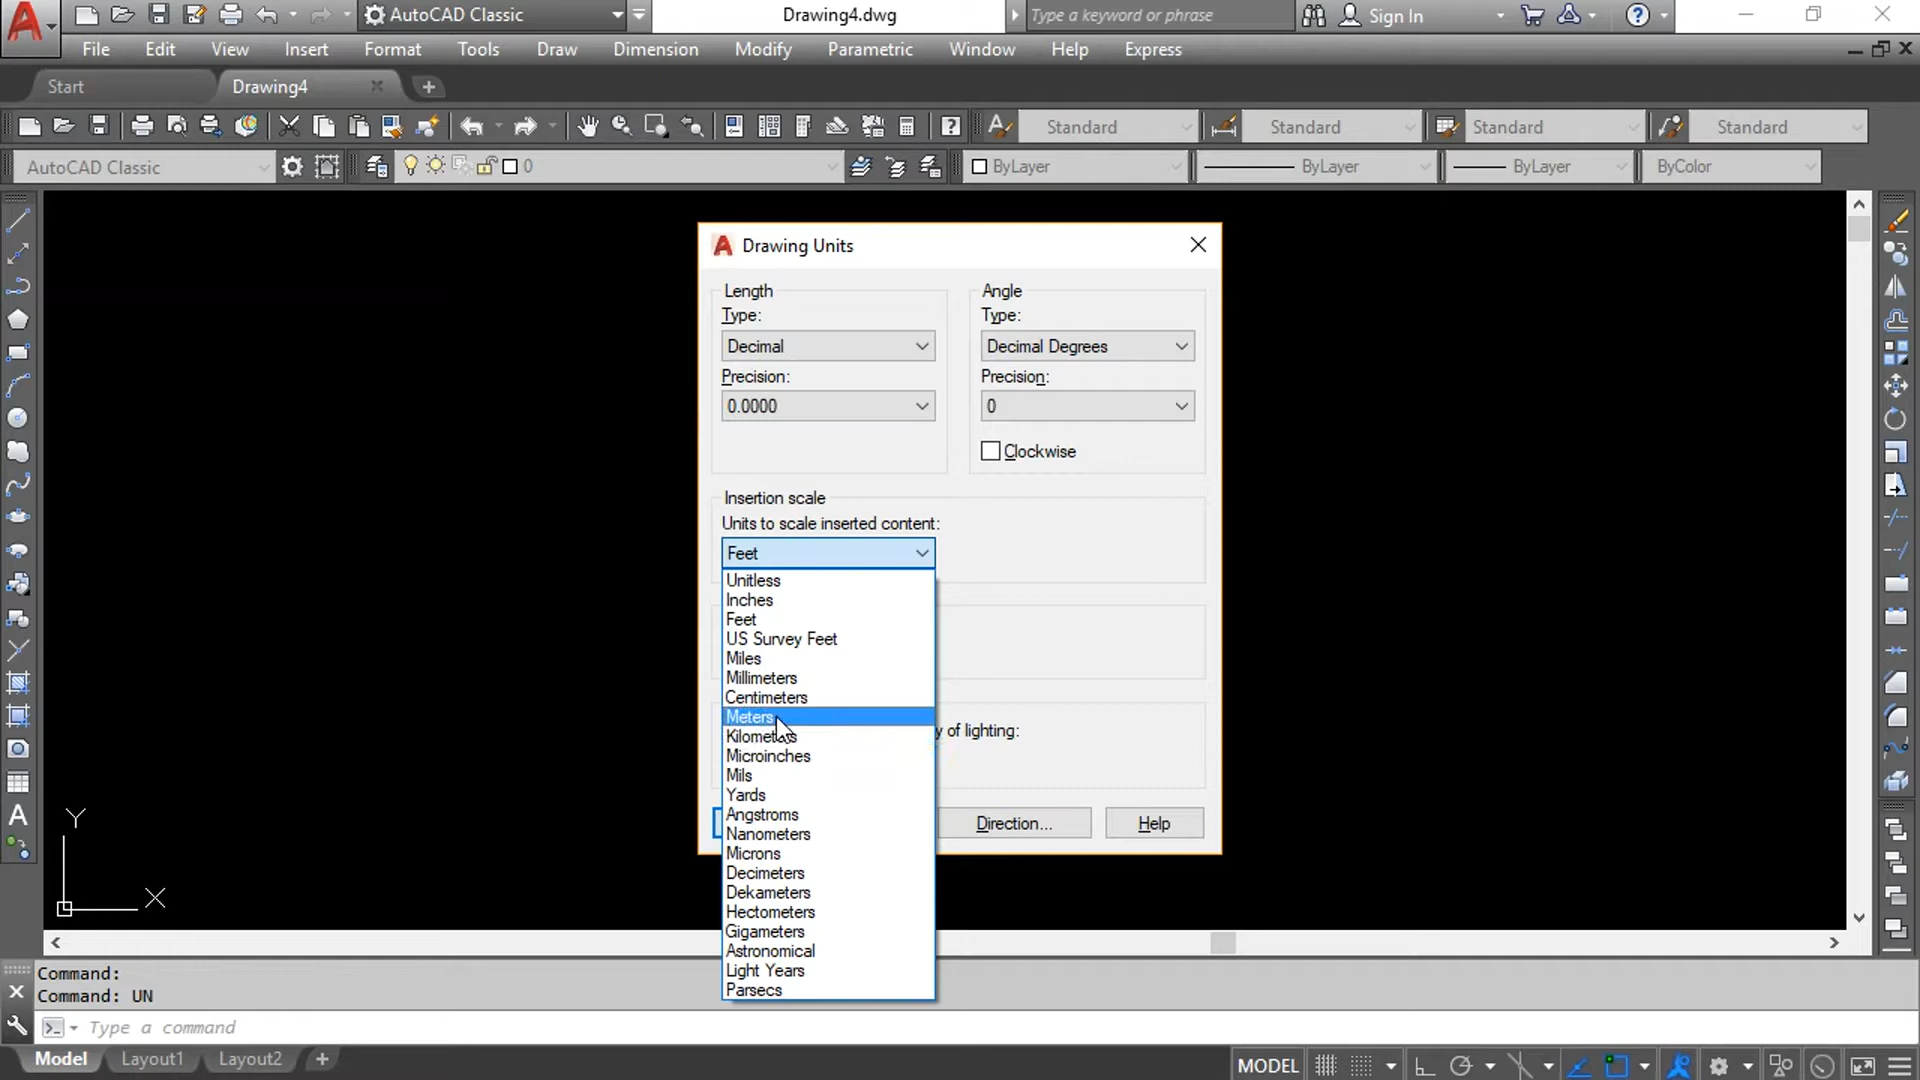 AutoCAD Classic
Drawing4.dwg
Type a keyword or phrase
Sign In
File Edit View Insert Format Tools Draw Dimension Modify Parametric Window Help Express
Start
Drawing4
Standard
Standard
Standard
Standard
AutoCAD Classic
0
ByLayer
ByLayer
ByLayer
ByColor
Drawing Units
Length
Type:
Decimal
Precision:
0.0000
Angle
Type:
Decimal Degrees
Precision:
0
Clockwise
Insertion scale
Units to scale inserted content:
Feet
Unitless
Inches
Feet
US Survey Feet
Miles
Millimeters
Centimeters
Meters
Kilometers
Microinches
Mils
Yards
Angstroms
Nanometers
Microns
Decimeters
Dekameters
Hectometers
Gigameters
Astronomical
Light Years
Parsecs
y of lighting:
Direction...
Help
Y
X
Command:
Command: UN
Type a command
Model Layout1 Layout2
MODEL